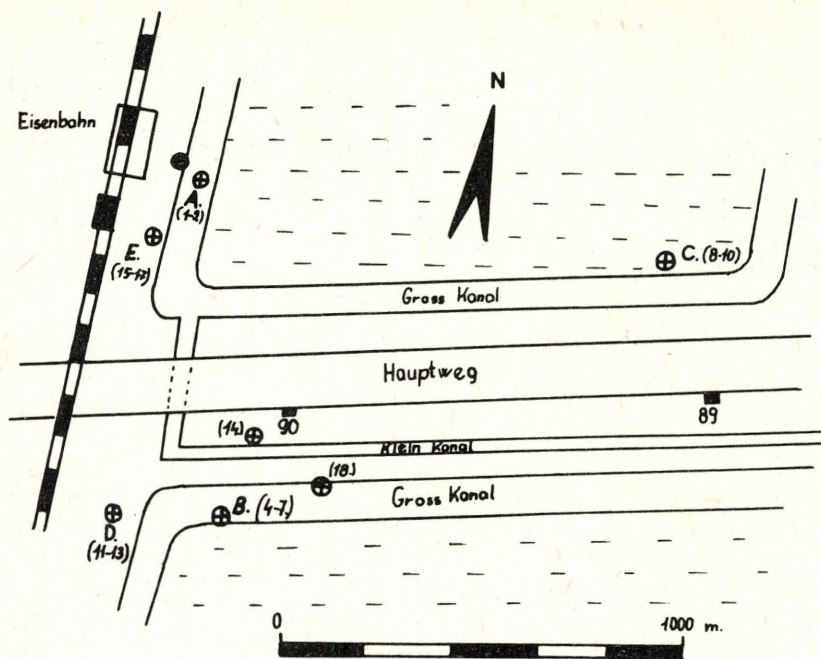 N
Eisenbahn
A.
(1-2)
E.
(15-17)
C. (8-10)
Gross Kanal
Hauptweg
90
89
(14.)
Klein Kanal
(18.)
Gross Kanal
B. (4-7.)
D.
(11-13)
0
1000 m.